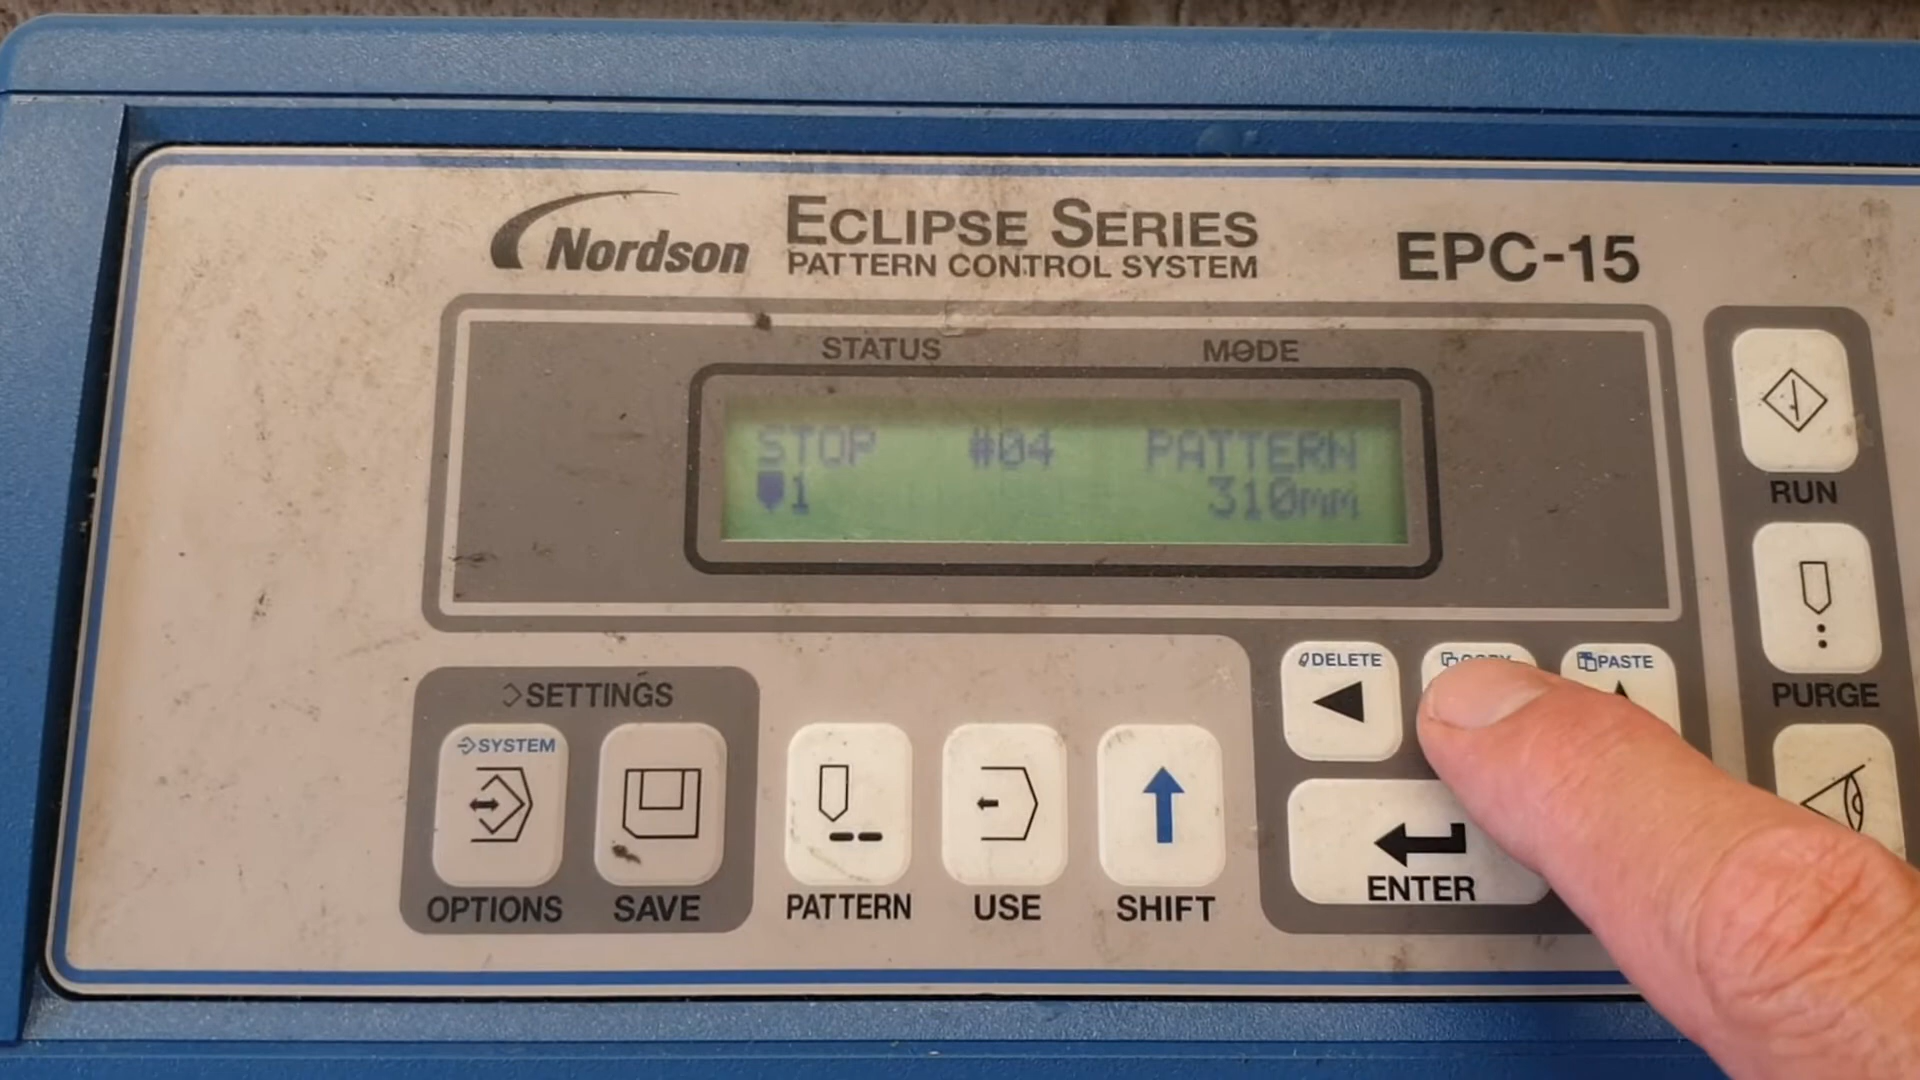 Nordson
ECLIPSE SERIES
PATTERN CONTROL SYSTEM
EPC-15
STATUS MODE
STOP #04 PATTERN
1 310mm
RUN
PURGE
DELETE
PASTE
SETTINGS
SYSTEM
OPTIONS
SAVE
PATTERN
USE
SHIFT
ENTER